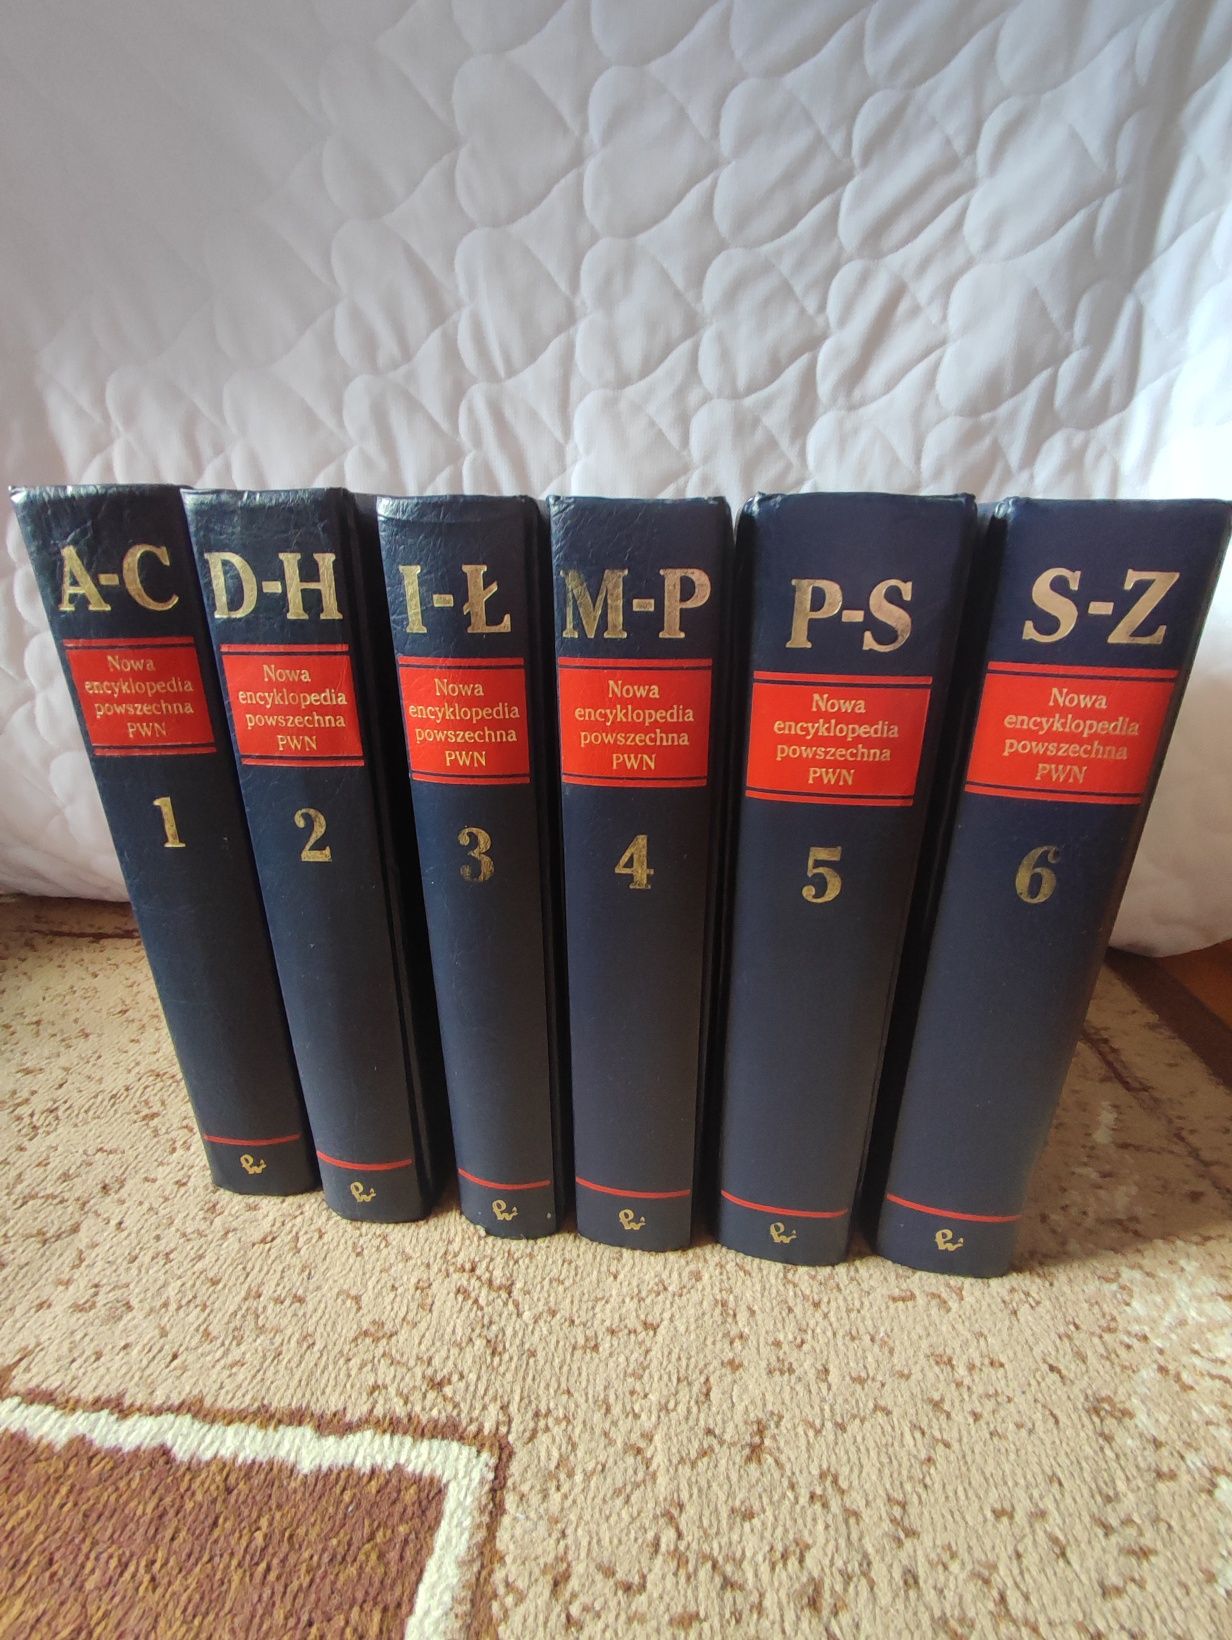 A-C
Nowa
encyklopedia
powszechna
PWN
1
D-H
Nowa
encyklopedia
powszechna
PWN
2
I-Ł
Nowa
encyklopedia
powszechna
PWN
3
M-P
Nowa
encyklopedia
powszechna
PWN
4
P-S
Nowa
encyklopedia
powszechna
PWN
5
S-Z
Nowa
encyklopedia
powszechna
PWN
6